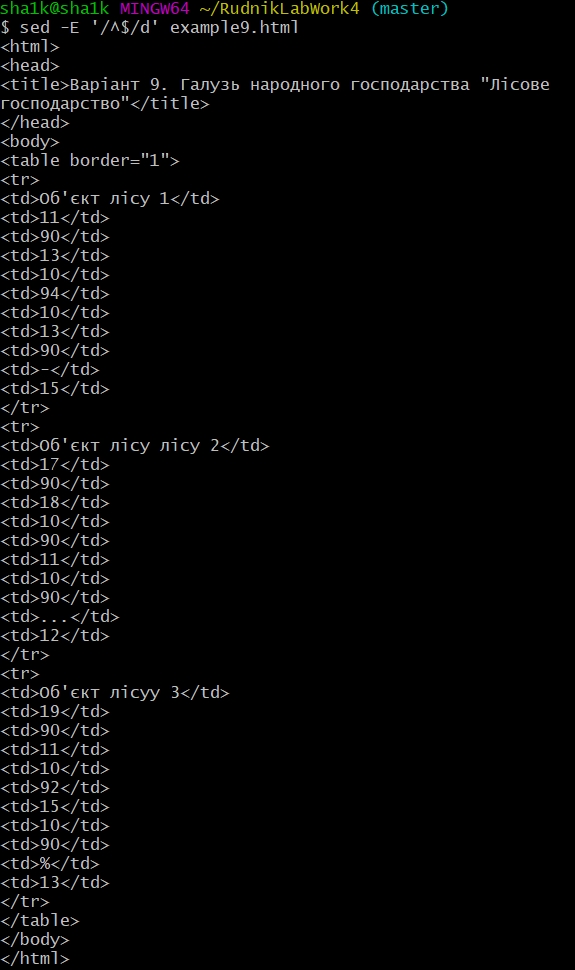 sha1k@sha1k MINGW64 ~/RudnikLabWork4 (master)
$ sed -E '/^$/d' example9.html
<html>
<head>
<title>Варіант 9. Галузь народного господарства "Лісове
господарство"</title>
</head>
<body>
<table border="1">
<tr>
<td>Об'єкт лісу 1</td>
<td>11</td>
<td>90</td>
<td>13</td>
<td>10</td>
<td>94</td>
<td>10</td>
<td>13</td>
<td>90</td>
<td>-</td>
<td>15</td>
</tr>
<tr>
<td>Об'єкт лісу лісу 2</td>
<td>17</td>
<td>90</td>
<td>18</td>
<td>10</td>
<td>90</td>
<td>11</td>
<td>10</td>
<td>90</td>
<td>...</td>
<td>12</td>
</tr>
<tr>
<td>Об'єкт лісуу 3</td>
<td>19</td>
<td>90</td>
<td>11</td>
<td>10</td>
<td>92</td>
<td>15</td>
<td>10</td>
<td>90</td>
<td>%</td>
<td>13</td>
</tr>
</table>
</body>
</html>